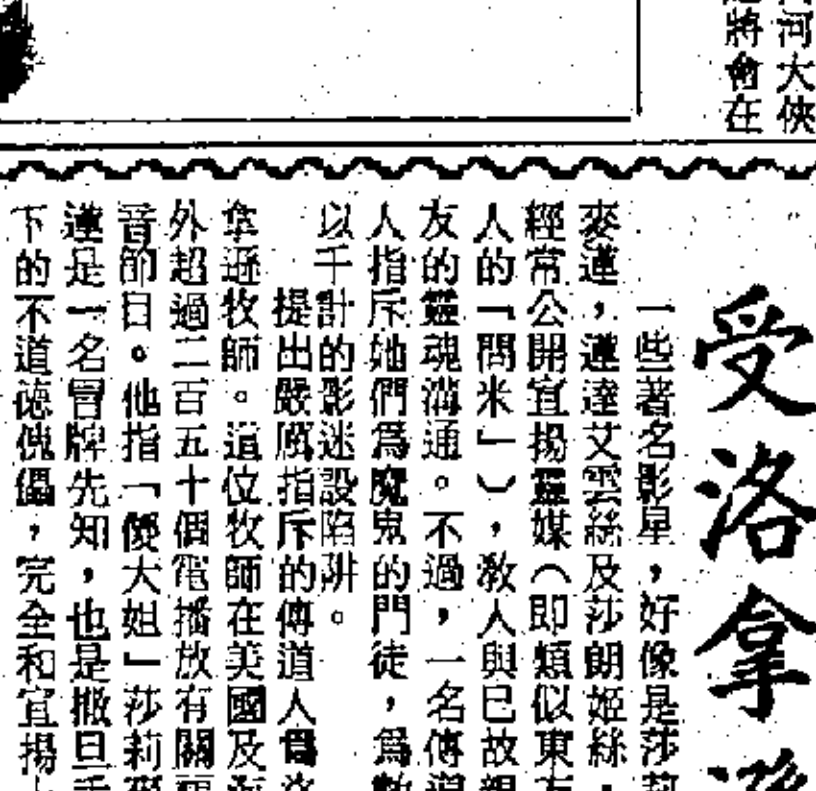 河大俠
將會在
受洛拿
一些著名影星，好像是莎莉
麥連，連達艾雲絲及莎朗姬絲，
經常公開宣揚靈媒（即類似東方
人的「問米」），教人與已故親
友的靈魂溝通。不過，一名傳道
人指斥她們爲魔鬼的門徒，爲數
以千計的影迷設陷阱。
提出嚴厲指斥的傳道人爲
牧師。這位牧師在美國及海
外超過二百五十個電播放有關福
音節目。他指「傻大姐」莎莉麥
連是一名冒牌先知，也是撒旦手
下的不道德傀儡，完全和宣揚